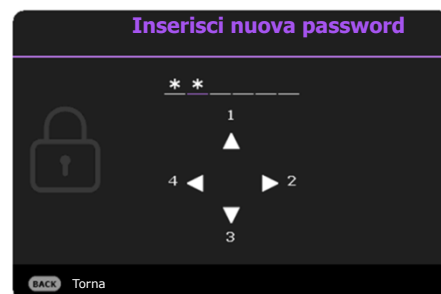 Inserisci nuova password
* * _ _ _ _
1
4 2
3
BACK Torna